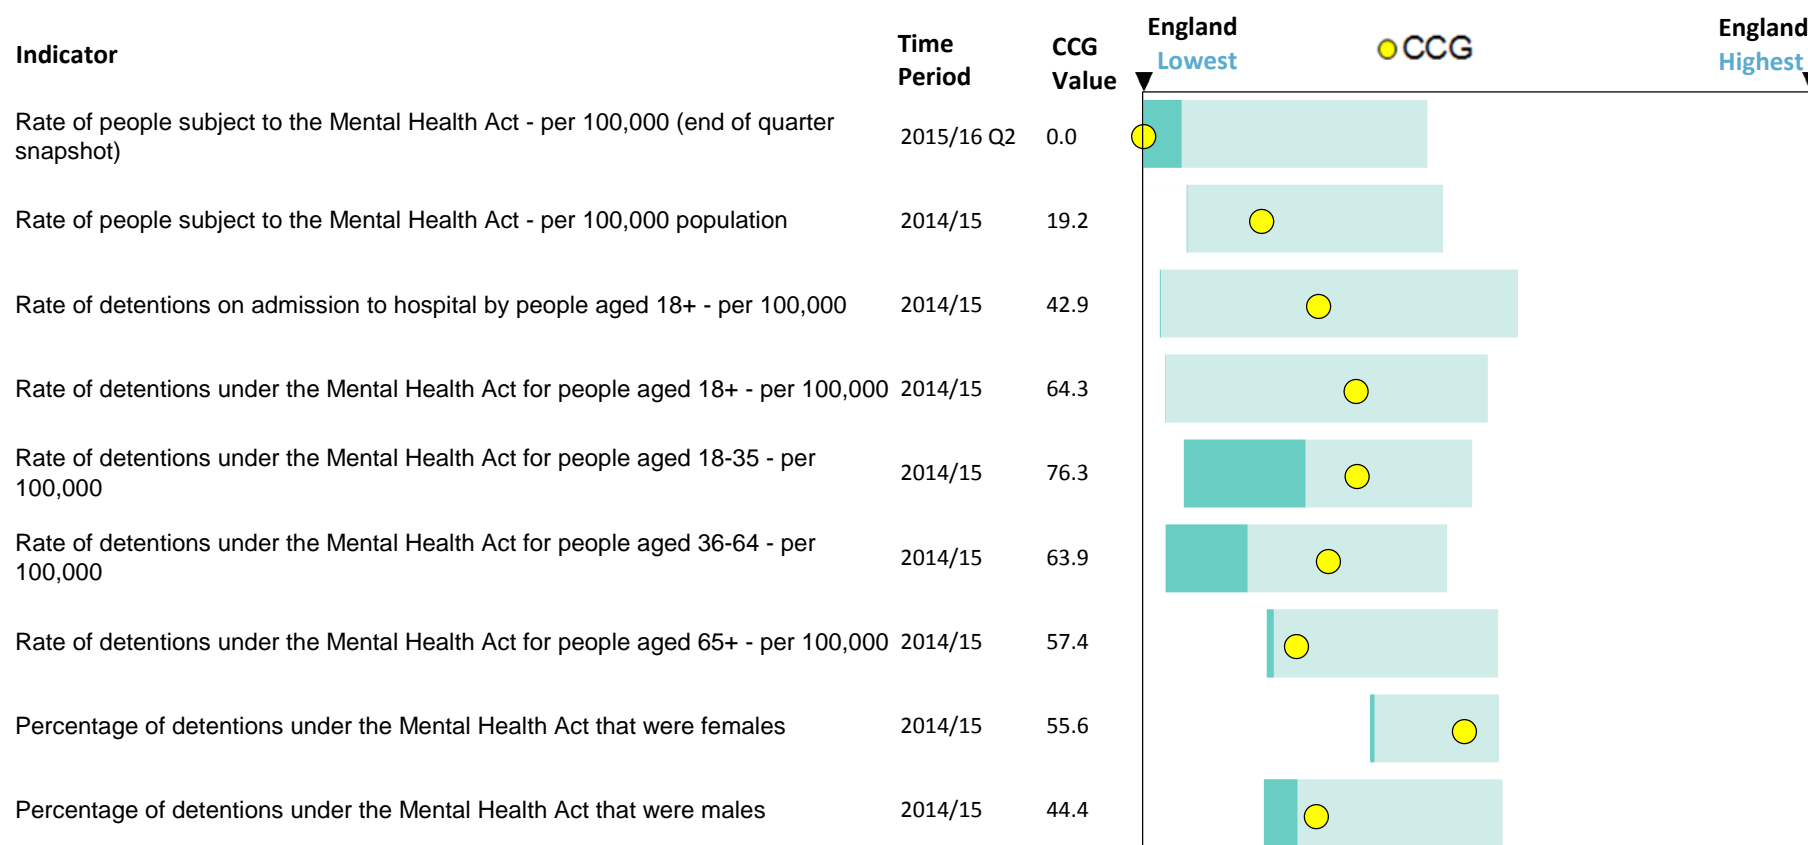 Indicator
Time
Period
CCG
Value
England
Lowest
CCG
England
Highest
Rate of people subject to the Mental Health Act - per 100,000 (end of quarter
snapshot)
2015/16 Q2
0.0
Rate of people subject to the Mental Health Act - per 100,000 population
2014/15
19.2
Rate of detentions on admission to hospital by people aged 18+ - per 100,000
2014/15
42.9
Rate of detentions under the Mental Health Act for people aged 18+ - per 100,000
2014/15
64.3
Rate of detentions under the Mental Health Act for people aged 18-35 - per
100,000
2014/15
76.3
Rate of detentions under the Mental Health Act for people aged 36-64 - per
100,000
2014/15
63.9
Rate of detentions under the Mental Health Act for people aged 65+ - per 100,000
2014/15
57.4
Percentage of detentions under the Mental Health Act that were females
2014/15
55.6
Percentage of detentions under the Mental Health Act that were males
2014/15
44.4